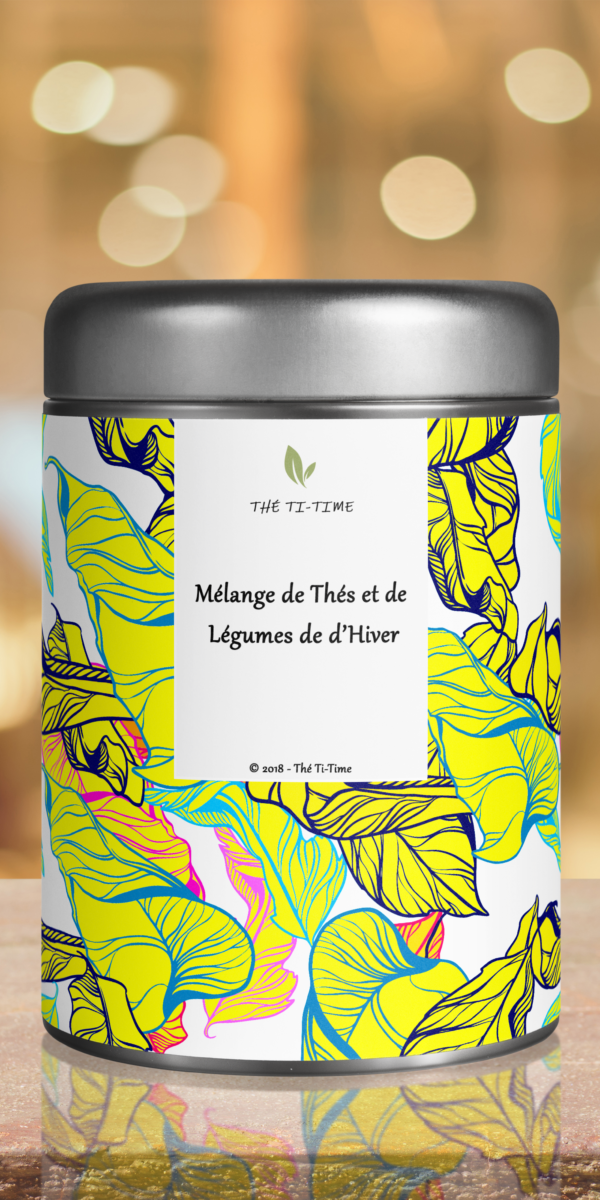 THÉ TI-TIME
Mélange de Thés et de
Légumes de d’Hiver
© 2018 - Thé Ti-Time